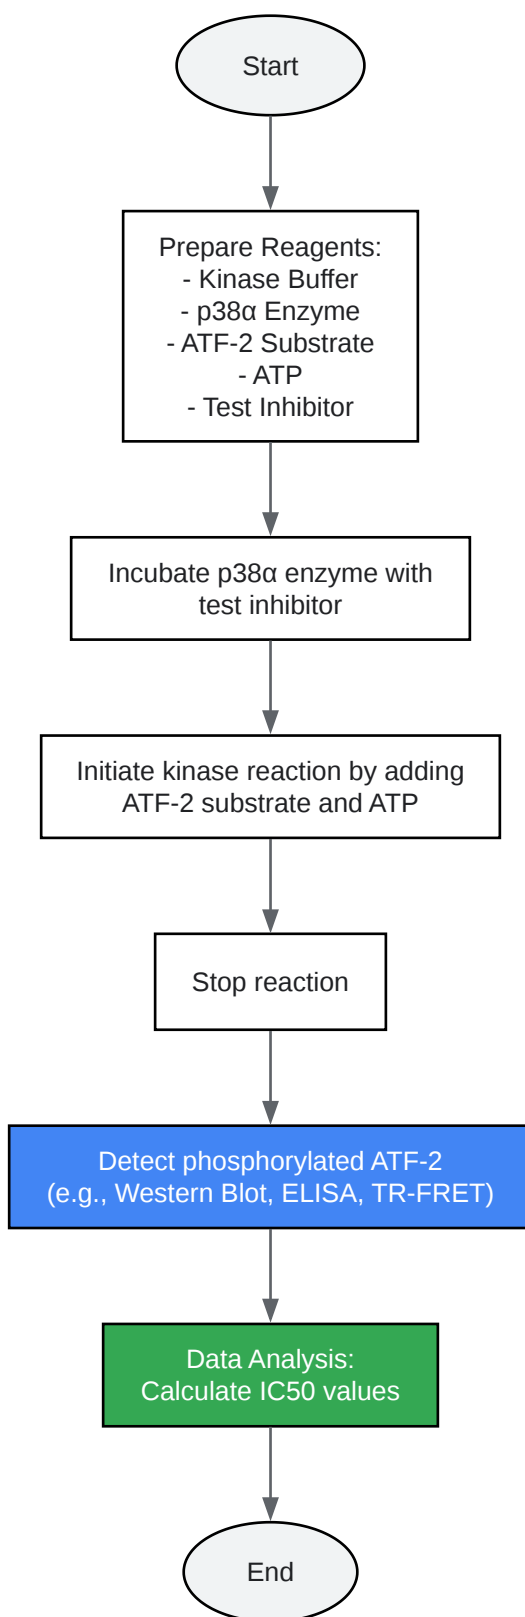 Start
Prepare Reagents:
- Kinase Buffer
- p38α Enzyme
- ATF-2 Substrate
- ATP
- Test Inhibitor
Incubate p38α enzyme with
test inhibitor
Initiate kinase reaction by adding
ATF-2 substrate and ATP
Stop reaction
Detect phosphorylated ATF-2
(e.g., Western Blot, ELISA, TR-FRET)
Data Analysis:
Calculate IC50 values
End